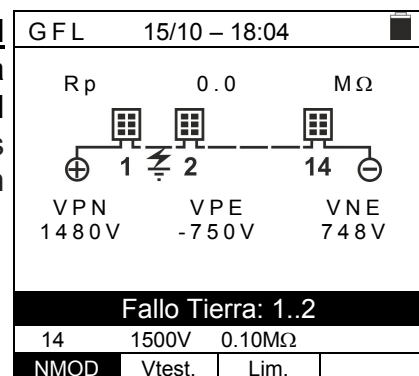 GFL 15/10 – 18:04
Rp 0.0 MΩ
1 2 14
VPN VPE VNE
1480V -750V 748V
Fallo Tierra: 1..2
14 1500V 0.10MΩ
NMOD Vtest. Lim.